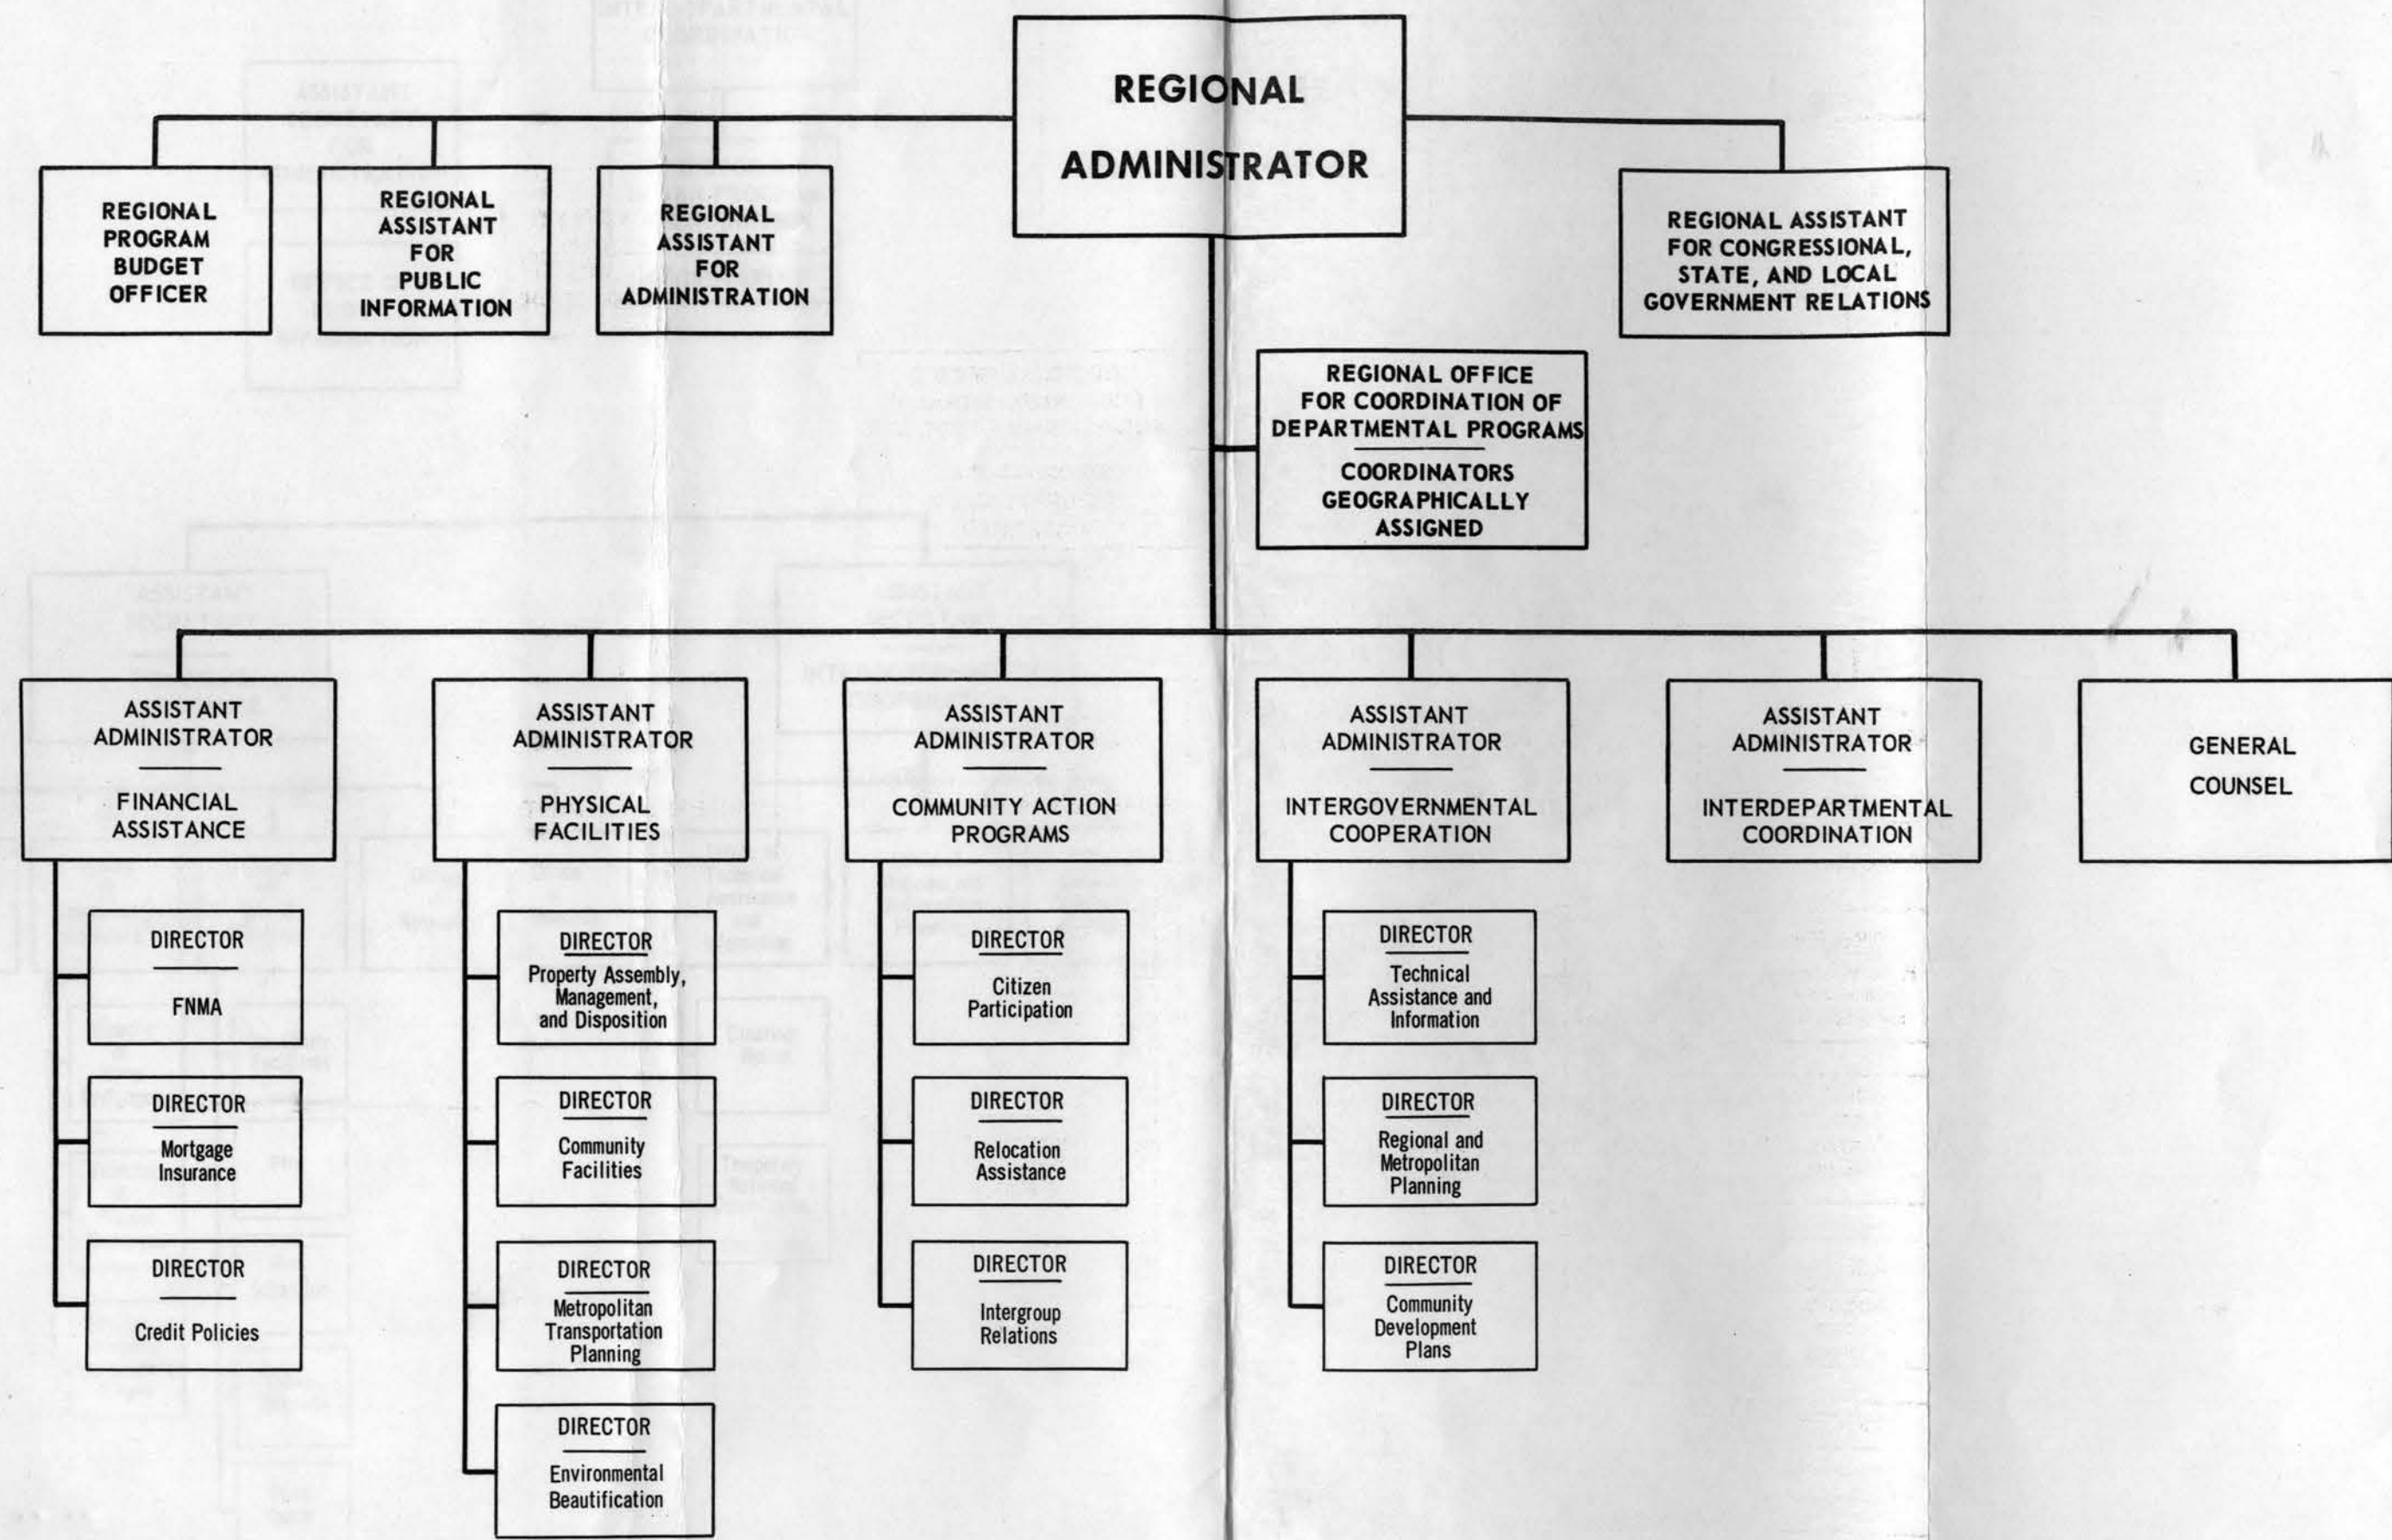 REGIONAL
ADMINISTRATOR
REGIONAL
PROGRAM
BUDGET
OFFICER
REGIONAL
ASSISTANT
FOR
PUBLIC
INFORMATION
REGIONAL
ASSISTANT
FOR
ADMINISTRATION
REGIONAL ASSISTANT
FOR CONGRESSIONAL,
STATE, AND LOCAL
GOVERNMENT RELATIONS
REGIONAL OFFICE
FOR COORDINATION OF
DEPARTMENTAL PROGRAMS
COORDINATORS
GEOGRAPHICALLY
ASSIGNED
ASSISTANT
ADMINISTRATOR
FINANCIAL
ASSISTANCE
DIRECTOR
FNMA
DIRECTOR
Mortgage
Insurance
DIRECTOR
Credit Policies
ASSISTANT
ADMINISTRATOR
PHYSICAL
FACILITIES
DIRECTOR
Property Assembly,
Management,
and Disposition
DIRECTOR
Community
Facilities
DIRECTOR
Metropolitan
Transportation
Planning
DIRECTOR
Environmental
Beautification
ASSISTANT
ADMINISTRATOR
COMMUNITY ACTION
PROGRAMS
DIRECTOR
Citizen
Participation
DIRECTOR
Relocation
Assistance
DIRECTOR
Intergroup
Relations
ASSISTANT
ADMINISTRATOR
INTERGOVERNMENTAL
COOPERATION
DIRECTOR
Technical
Assistance and
Information
DIRECTOR
Regional and
Metropolitan
Planning
DIRECTOR
Community
Development
Plans
ASSISTANT
ADMINISTRATOR
INTERDEPARTMENTAL
COORDINATION
GENERAL
COUNSEL